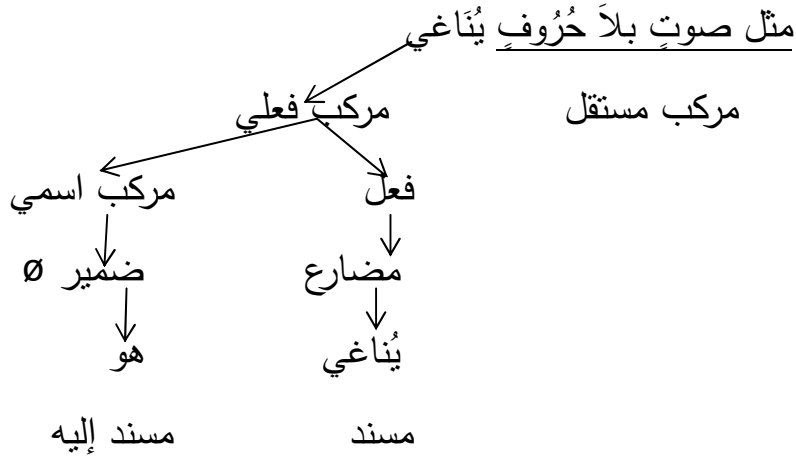 مثل صوتٍ بلاَ حُرُوفٍ يُنَاغي
مركب مستقل مركب فعلي
فعل مركب اسمي
مضارع ضمير Ø
يُناغي هو
مسند مسند إليه